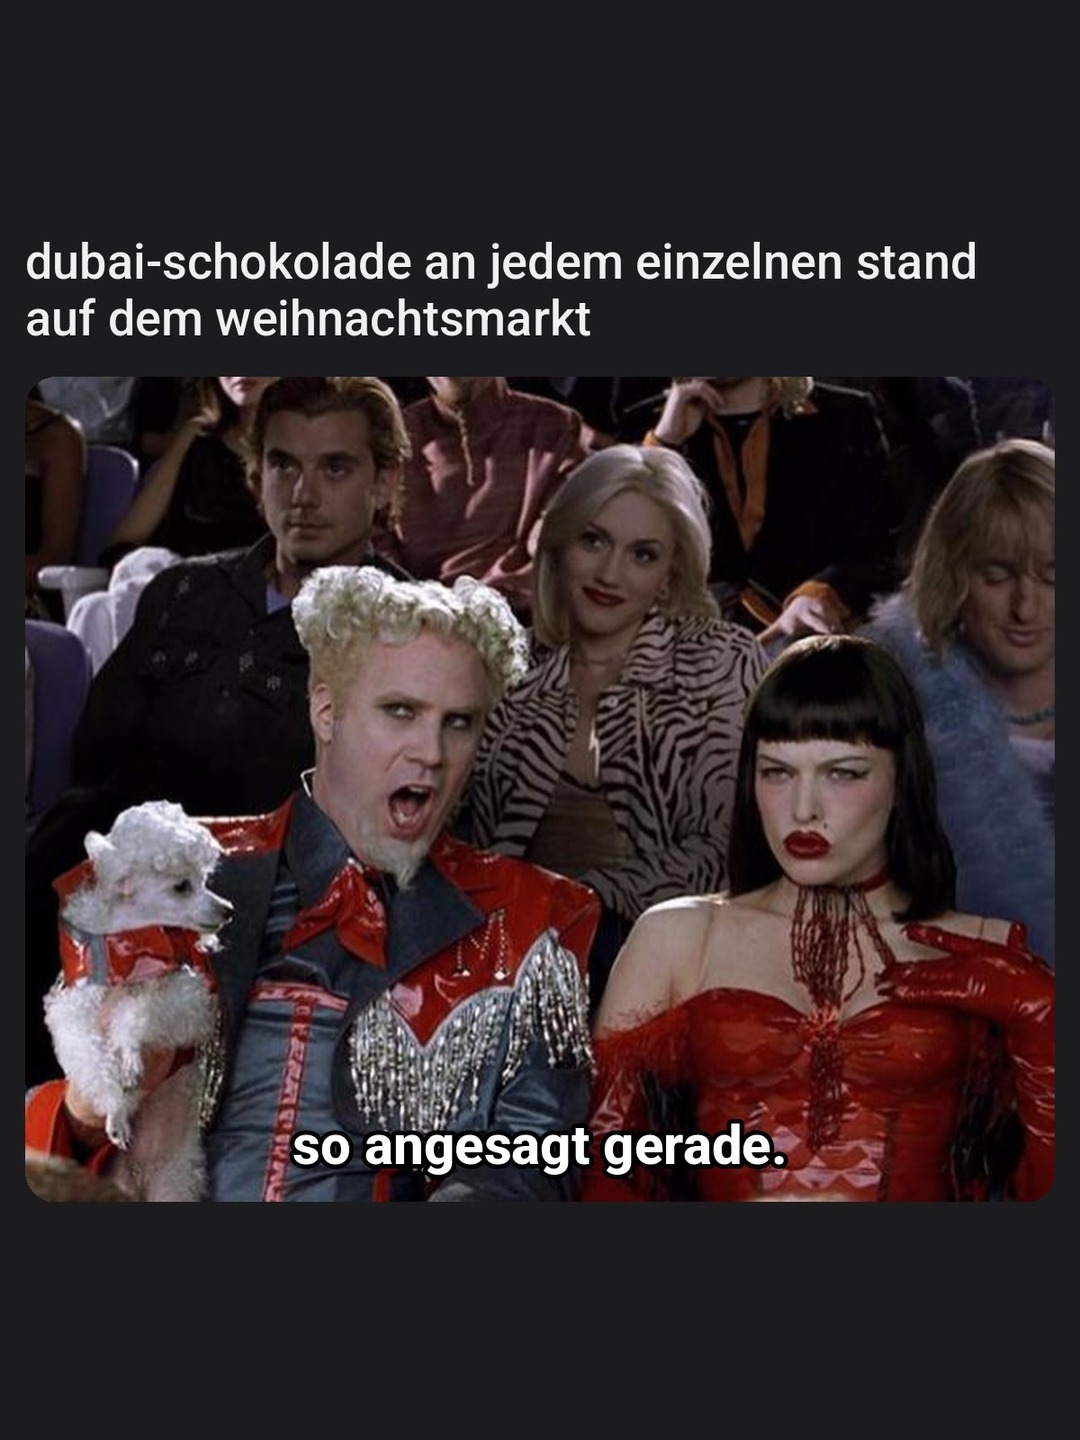 dubai-schokolade an jedem einzelnen stand
auf dem weihnachtsmarkt
so angesagt gerade.